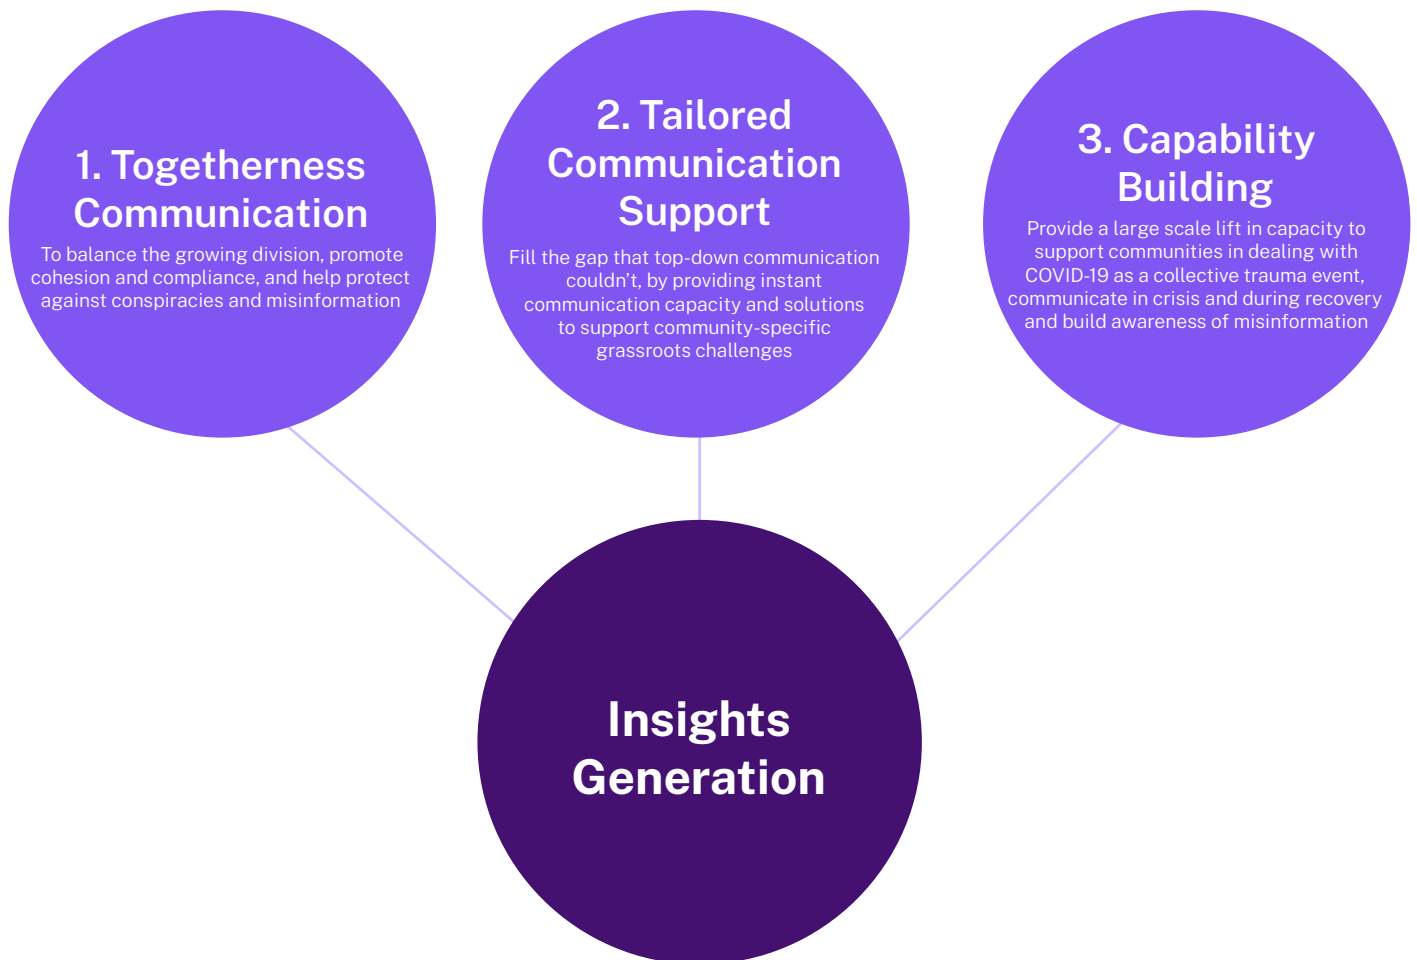 1. Togetherness
Communication
To balance the growing division, promote
cohesion and compliance, and help protect
against conspiracies and misinformation
2. Tailored
Communication
Support
Fill the gap that top-down communication
couldn’t, by providing instant
communication capacity and solutions
to support community-specific
grassroots challenges
3. Capability
Building
Provide a large scale lift in capacity to
support communities in dealing with
COVID-19 as a collective trauma event,
communicate in crisis and during recovery
and build awareness of misinformation
Insights
Generation